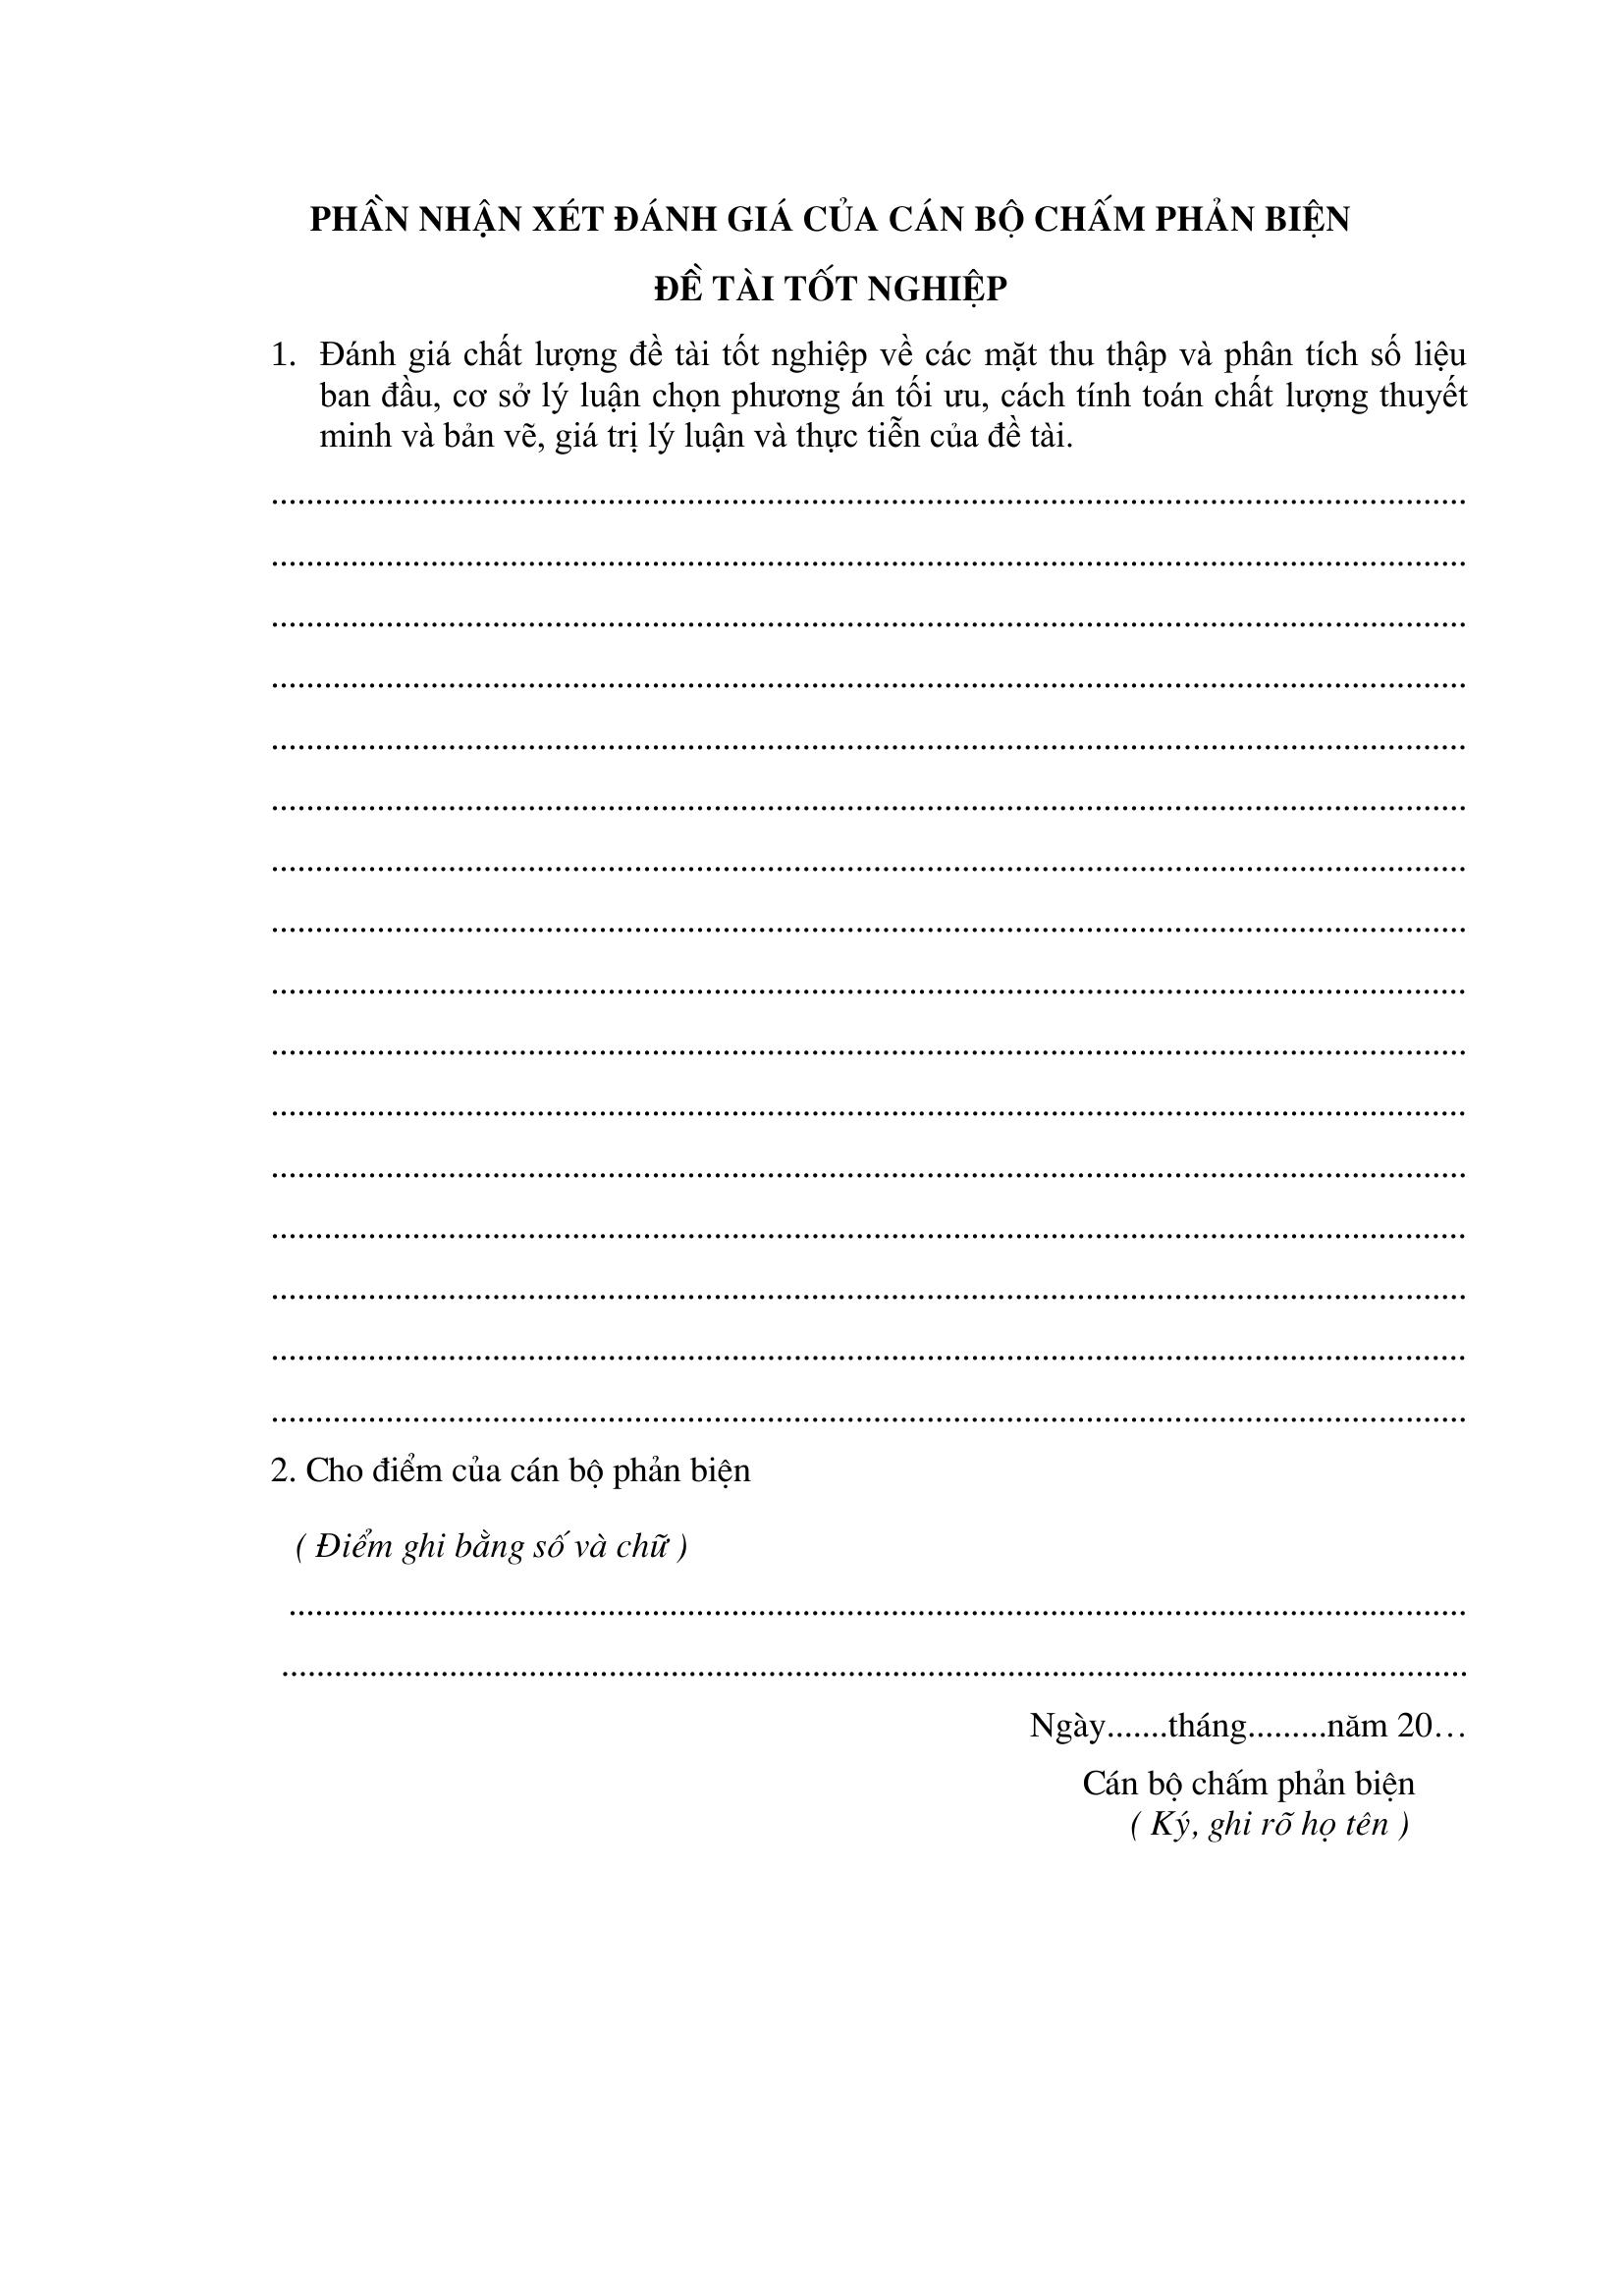 PHẦN NHẬN XÉT ĐÁNH GIÁ CỦA CÁN BỘ CHẤM PHẢN BIỆN
ĐỀ TÀI TỐT NGHIỆP
1. Đánh giá chất lượng đề tài tốt nghiệp về các mặt thu thập và phân tích số liệu
ban đầu, cơ sở lý luận chọn phương án tối ưu, cách tính toán chất lượng thuyết
minh và bản vẽ, giá trị lý luận và thực tiễn của đề tài.
2. Cho điểm của cán bộ phản biện
( Điểm ghi bằng số và chữ )
Ngày.......tháng.........năm 20…
Cán bộ chấm phản biện
( Ký, ghi rõ họ tên )